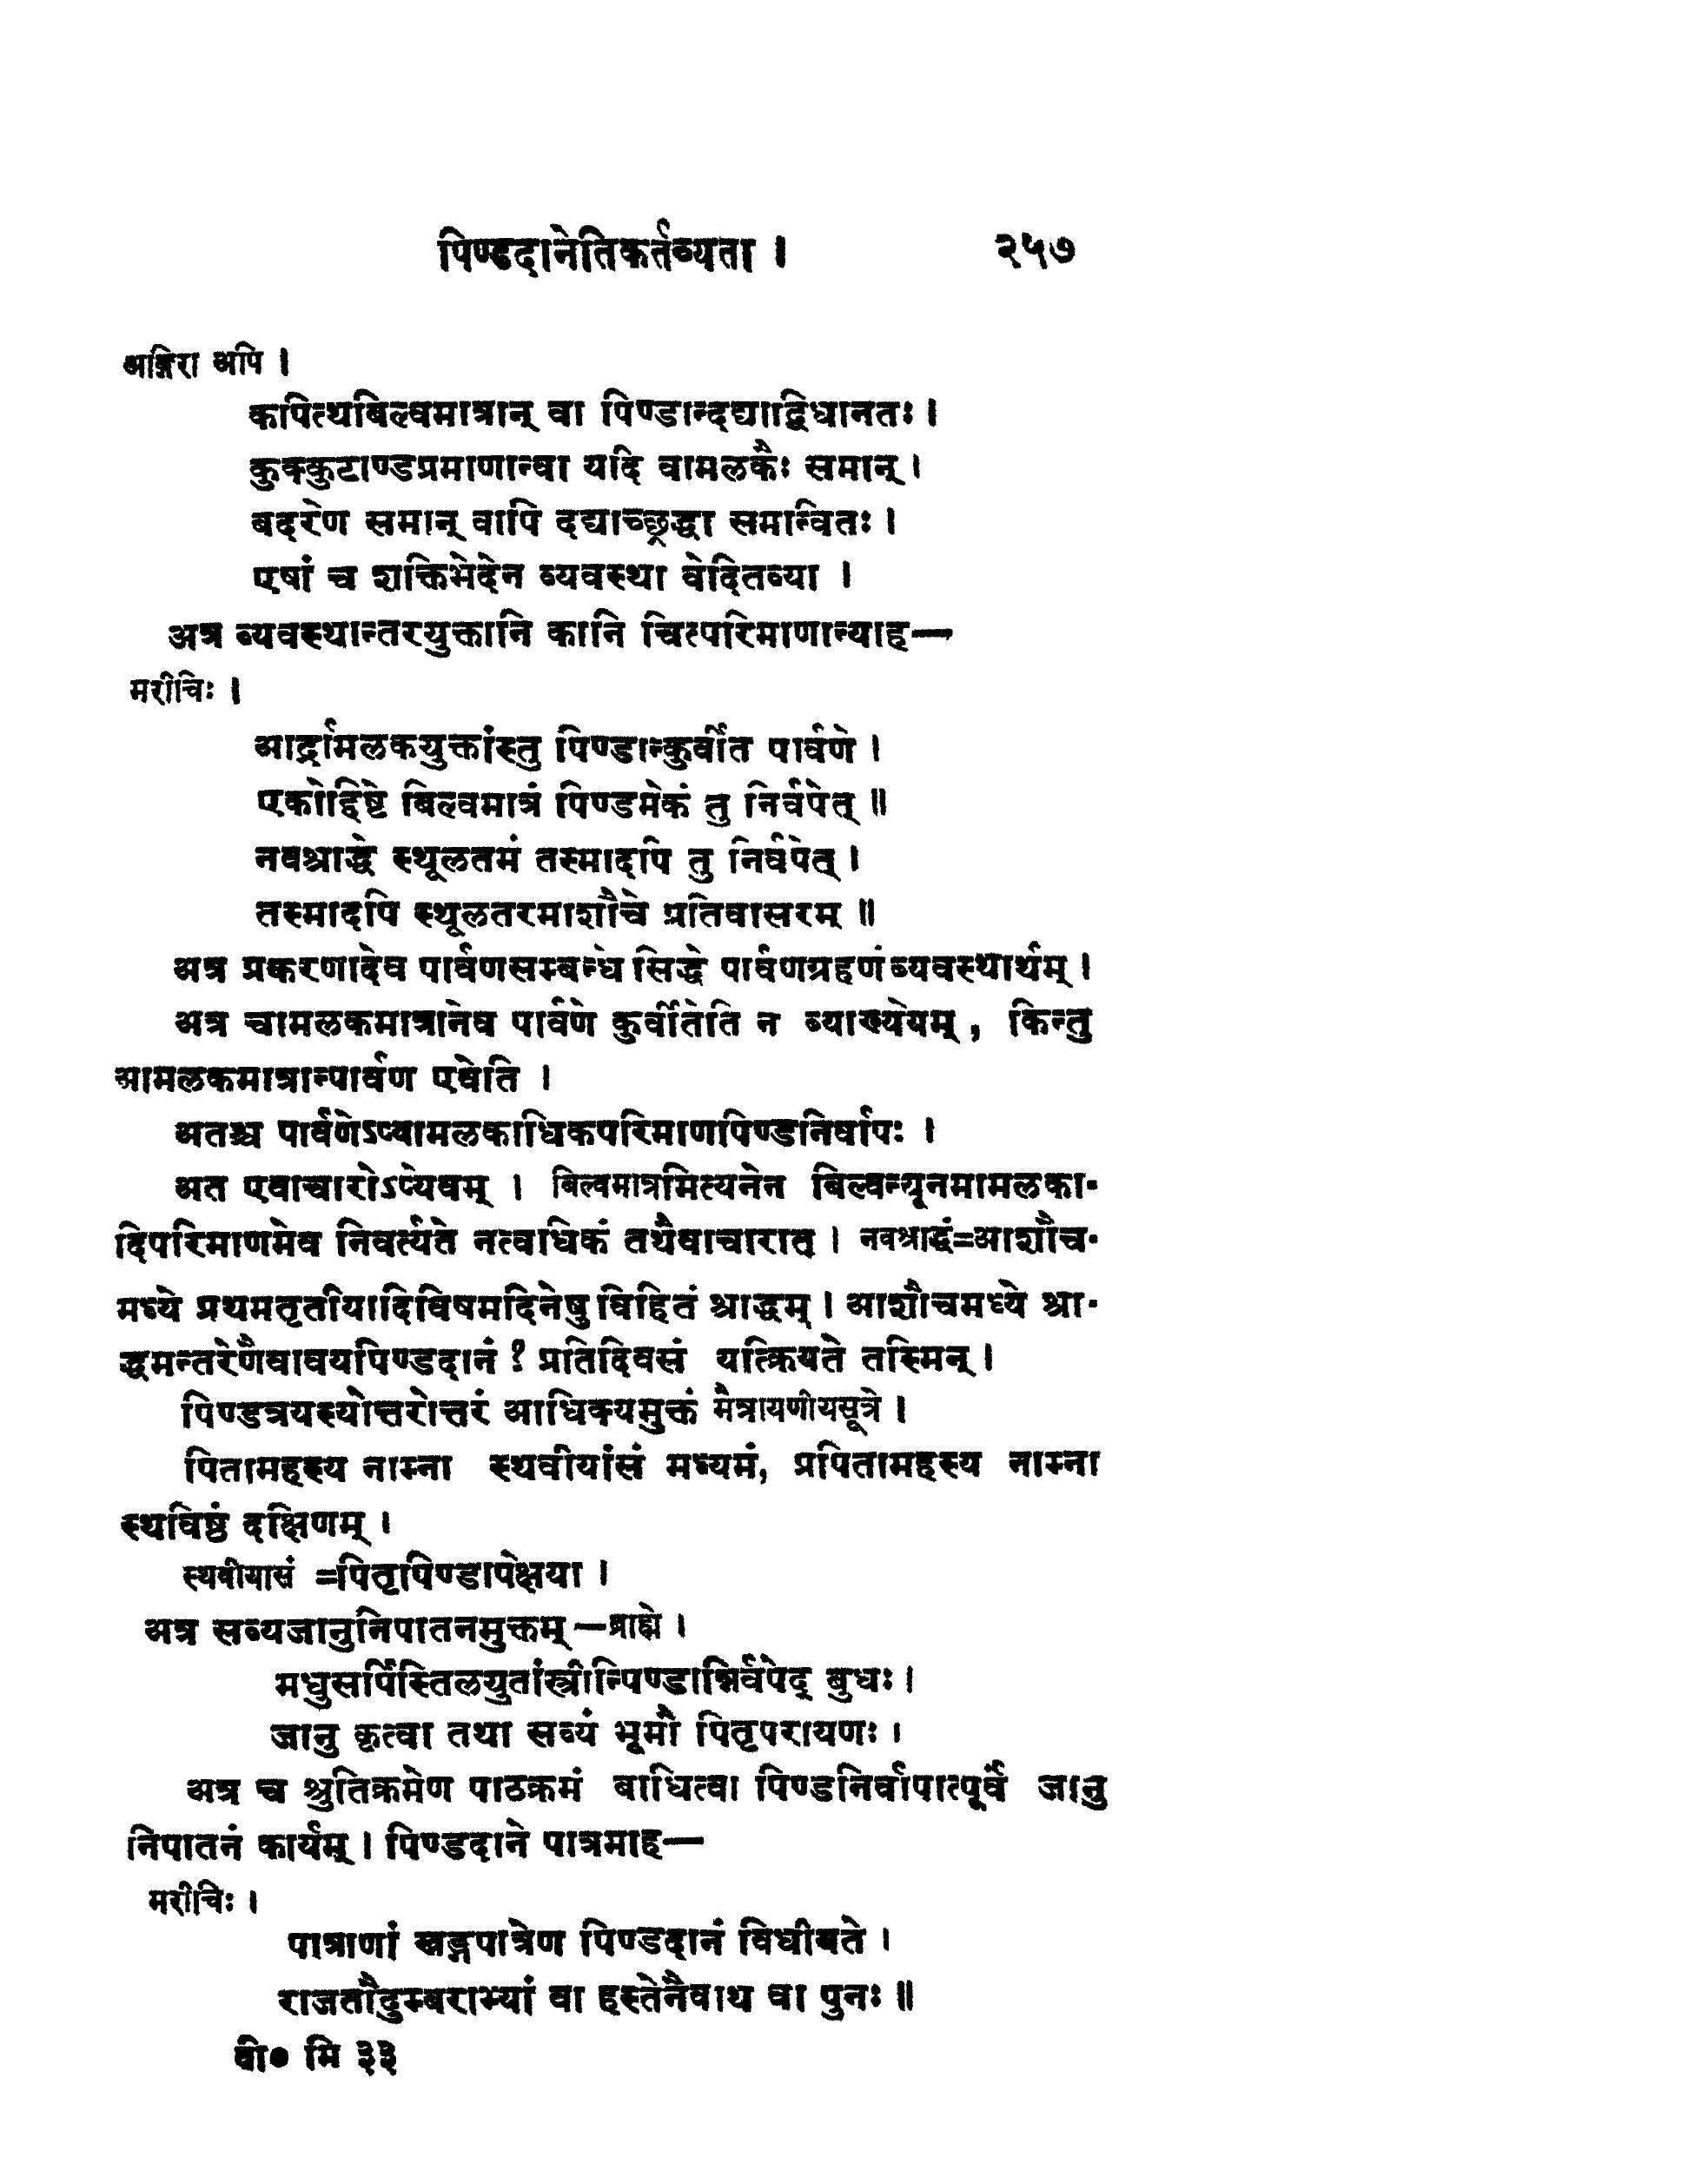 पिण्डदानेतिकर्तव्यता । २५७
अङ्गिरा अपि ।
कपित्थबिल्वमात्रान् वा पिण्डान्दद्याद्विधानतः ।
कुक्कुटाण्डप्रमाणान्वा यदि वामलकैः समान् ।
बदरेण समान् वापि दद्याच्छ्रद्धा समान्वितः ।
एषां च शक्तिभेदेन व्यवस्था वेदितव्या ।
अत्र व्यवस्थान्तरयुक्तानि कानि चित्परिमाणान्याह—
मरीचिः ।
आर्द्रामलकयुक्तांस्तु पिण्डान्कुर्वीत पार्वणे ।
एकोद्दिष्टे बिल्वमात्रं पिण्डमेकं तु निर्वपेत् ॥
नवश्राद्धे स्थूलतमं तस्मादपि तु निर्वपेत् ।
तस्मादपि स्थूलतरमाशौचे प्रतिवासरम् ॥
अत्र प्रकरणादेव पार्वणसम्बन्धे सिद्धे पार्वणग्रहणं व्यवस्थार्थम् ।
अत्र चामलकमात्रानेव पार्वणे कुर्वीतेति न व्याख्येयम् , किन्तु
आमलकमात्रान्पार्वण एवेति ।
अतश्च पार्वणेऽप्यामलकाधिकपरिमाणपिण्डनिर्वापः ।
अत एवाचारोऽप्येवम् । बिल्वमात्रमित्यनेन बिल्वन्यूनमामलका-
दिपरिमाणमेव निवर्त्यते नत्वधिकं तथैवाचारात् । नवश्राद्धं=आशौच-
मध्ये प्रथमतृतीयादिविषमदिनेषु विहितं श्राद्धम् । आशौचमध्ये श्रा-
द्धमन्तरेणैवावयपिण्डदानं ? प्रतिदिवसं यत्क्रियते तस्मिन् ।
पिण्डत्रयस्योत्तरोत्तरं आधिक्यमुक्तं मैत्रायणीयसूत्रे ।
पितामहस्य नाम्ना स्थवीयांसं मध्यमं, प्रपितामहस्य नाम्ना
स्थविष्ठं दक्षिणम् ।
स्थवीयासं =पितृपिण्डापेक्षया ।
अत्र सव्यजानुनिपातनमुक्तम्—ब्राह्मे ।
मधुसर्पिस्तिलयुतांस्त्रीन्पिण्डान्निर्वपेद् बुधः ।
जानु कृत्वा तथा सव्यं भूमौ पितृपरायणः ।
अत्र च श्रुतिक्रमेण पाठक्रमं बाधित्वा पिण्डनिर्वापात्पूर्वं जानु
निपातनं कार्यम् । पिण्डदाने पात्रमाह—
मरीचिः ।
पात्राणां खड्गपात्रेण पिण्डदानं विधीयते ।
राजतौदुम्बराभ्यां वा हस्तेनैवाथ वा पुनः ॥
वी० मि ३३